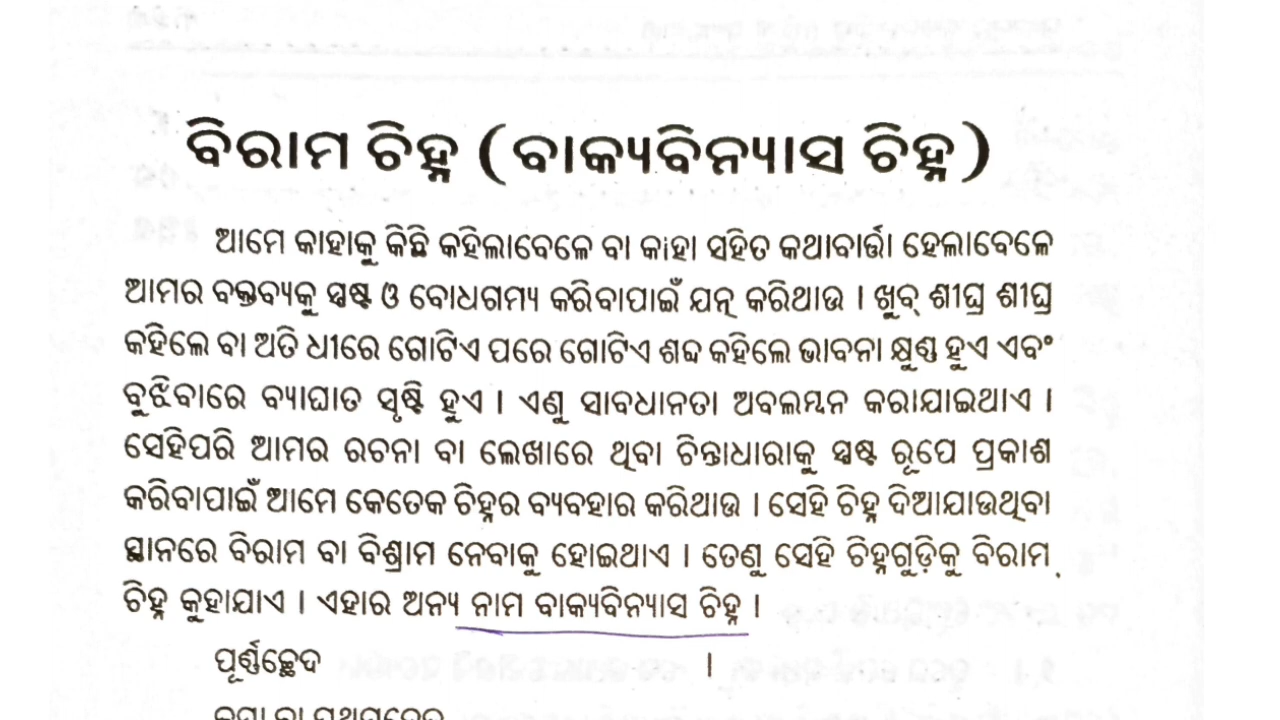 ବିରାମ ଚିହ୍ନ (ବାକ୍ୟବିନ୍ୟାସ ଚିହ୍ନ)
ଆମେ କାହାକୁ କିଛି କହିଲାବେଳେ ବା କାହା ସହିତ କଥାବାର୍ତ୍ତା ହେଲାବେଳେ
ଆମର ବକ୍ତବ୍ୟକୁ ସ୍ପଷ୍ଟ ଓ ବୋଧଗମ୍ୟ କରିବାପାଇଁ ଯତ୍ନ କରିଥାଉ । ଖୁବ୍ ଶୀଘ୍ର ଶୀଘ୍ର
କହିଲେ ବା ଅତି ଧୀରେ ଗୋଟିଏ ପରେ ଗୋଟିଏ ଶବ୍ଦ କହିଲେ ଭାବନା କ୍ଷୁଣ୍ଣ ହୁଏ ଏବଂ
ବୁଝିବାରେ ବ୍ୟାଘାତ ସୃଷ୍ଟି ହୁଏ । ଏଣୁ ସାବଧାନତା ଅବଲମ୍ବନ କରାଯାଇଥାଏ ।
ସେହିପରି ଆମର ରଚନା ବା ଲେଖାରେ ଥିବା ଚିନ୍ତାଧାରାକୁ ସ୍ପଷ୍ଟ ରୂପେ ପ୍ରକାଶ
କରିବାପାଇଁ ଆମେ କେତେକ ଚିହ୍ନର ବ୍ୟବହାର କରିଥାଉ । ସେହି ଚିହ୍ନ ଦିଆଯାଉଥିବା
ସ୍ଥାନରେ ବିରାମ ବା ବିଶ୍ରାମ ନେବାକୁ ହୋଇଥାଏ । ତେଣୁ ସେହି ଚିହ୍ନଗୁଡ଼ିକୁ ବିରାମ
ଚିହ୍ନ କୁହାଯାଏ । ଏହାର ଅନ୍ୟ ନାମ ବାକ୍ୟବିନ୍ୟାସ ଚିହ୍ନ ।
ପୂର୍ଣ୍ଣଚ୍ଛେଦ ।